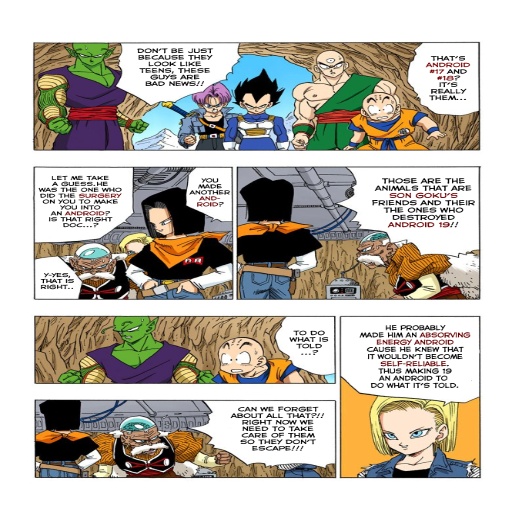 DON'T BE JUST
BECAUSE THEY
LOOK LIKE
TEENS, THESE
GUYS ARE
BAD NEWS!!
THAT'S
ANDROID
#17 AND
#18?
IT'S
REALLY
THEM...
LET ME TAKE
A GUESS.HE
WAS THE ONE WHO
DID THE SURGERY
ON YOU TO MAKE
YOU INTO
AN ANDROID?
IS THAT RIGHT
DOC...?
YOU
MADE
ANOTHER
AND-
ROID?
Y-YES,
THAT IS
RIGHT..
THOSE ARE THE
ANIMALS THAT ARE
SON GOKU'S
FRIENDS AND THEIR
THE ONES WHO
DESTROYED
ANDROID 19!!
TO DO
WHAT IS
TOLD
...?
HE PROBABLY
MADE HIM AN ABSORVING
ENERGY ANDROID
CAUSE HE KNEW THAT
IT WOULDN'T BECOME
SELF-RELIABLE.
THUS MAKING 19
AN ANDROID TO
DO WHAT IT'S TOLD.
CAN WE FORGET
ABOUT ALL THAT?!!
RIGHT NOW WE
NEED TO TAKE
CARE OF THEM
SO THEY DON'T
ESCAPE!!!